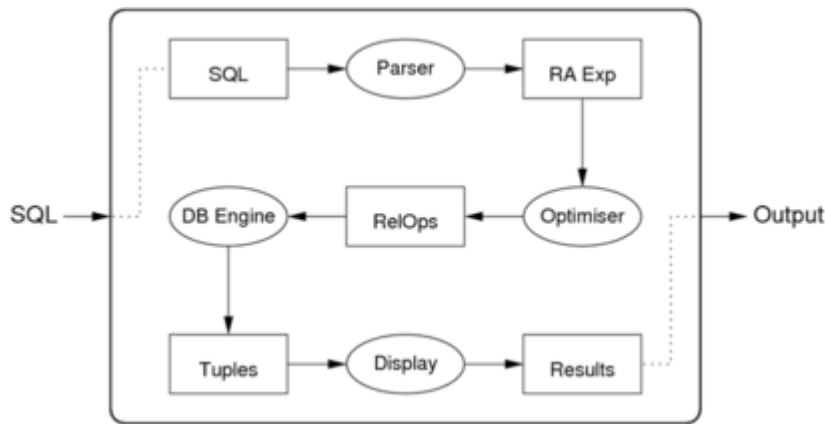 SQL
Parser
RA Exp
SQL
DB Engine
RelOps
Optimiser
Output
Tuples
Display
Results